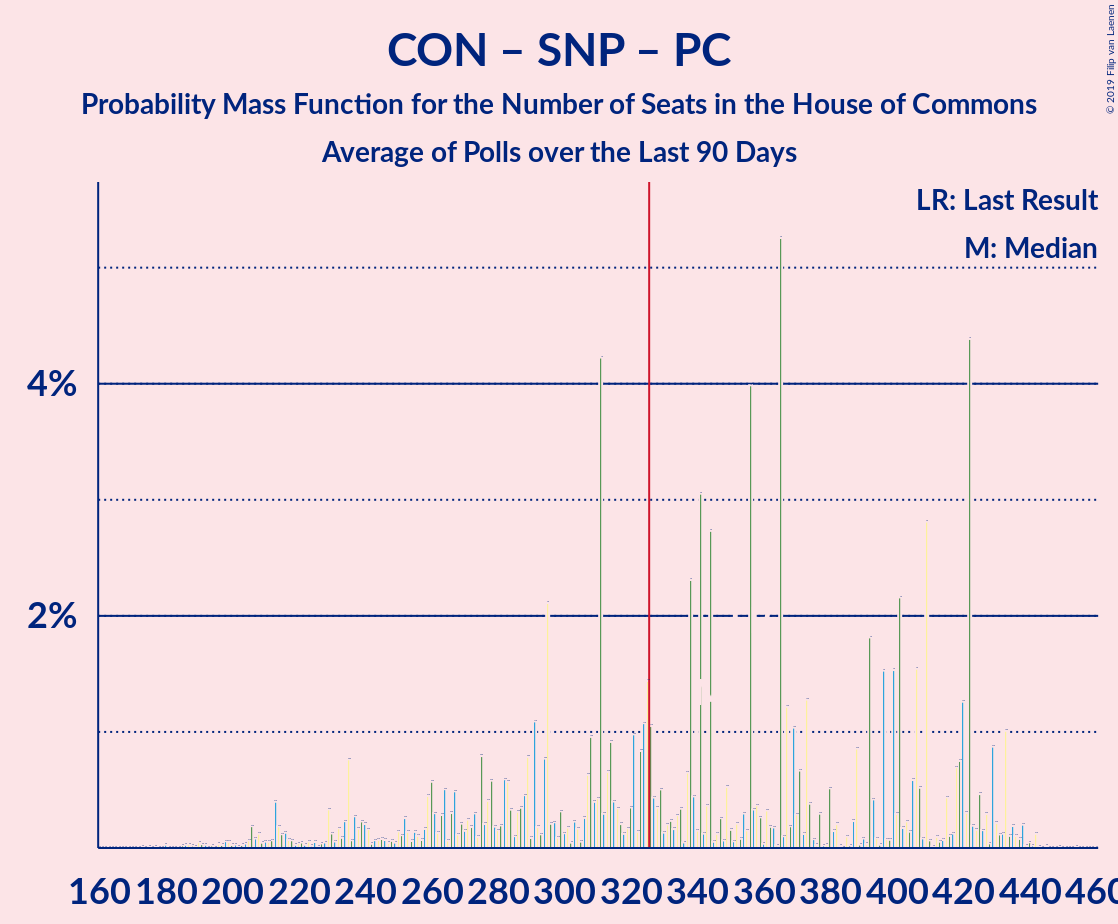 CON – SNP – PC
Probability Mass Function for the Number of Seats in the House of Commons
Average of Polls over the Last 90 Days
© 2019 Filip van Laenen
LR: Last Result
M: Median
4%
2%
160 180 200 220 240 260 280 300 320 340 360 380 400 420 440 460